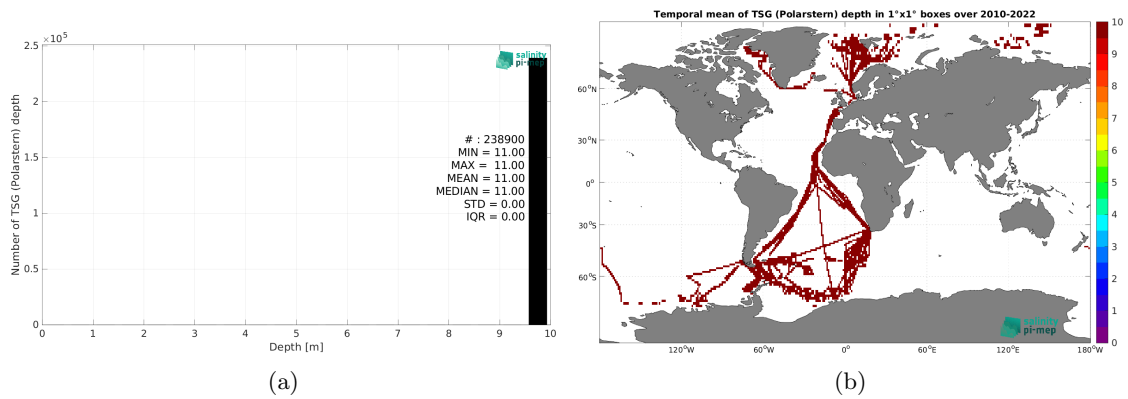 2.5
×10⁵
salinity
pi-mep
2
# : 238900
MIN = 11.00
MAX = 11.00
MEAN = 11.00
MEDIAN = 11.00
STD = 0.00
IQR = 0.00
1.5
1
0.5
0
Number of TSG (Polarstern) depth
0 1 2 3 4 5 6 7 8 9 10
Depth [m]
(a)
Temporal mean of TSG (Polarstern) depth in 1°x1° boxes over 2010-2022
60°N
30°N
0°
30°S
60°S
120°W 60°W 0° 60°E 120°E 180°W
salinity
pi-mep
10
9
8
7
6
5
4
3
2
1
0
(b)